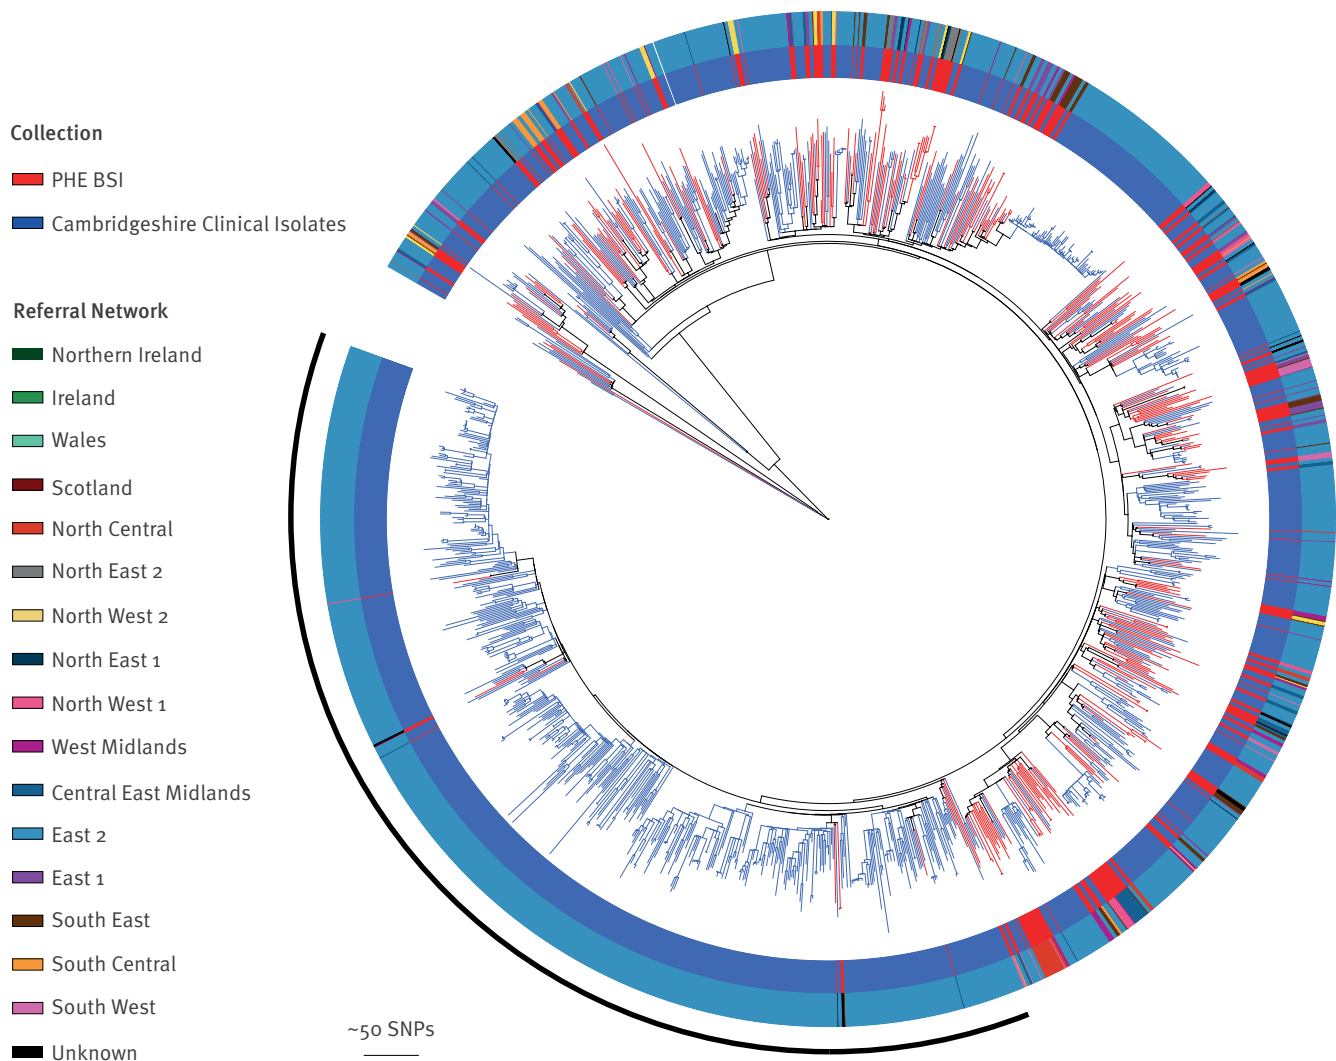 Collection
PHE BSI
Cambridgeshire Clinical Isolates
Referral Network
Northern Ireland
Ireland
Wales
Scotland
North Central
North East 2
North West 2
North East 1
North West 1
West Midlands
Central East Midlands
East 2
East 1
South East
South Central
South West
Unknown
~50 SNPs